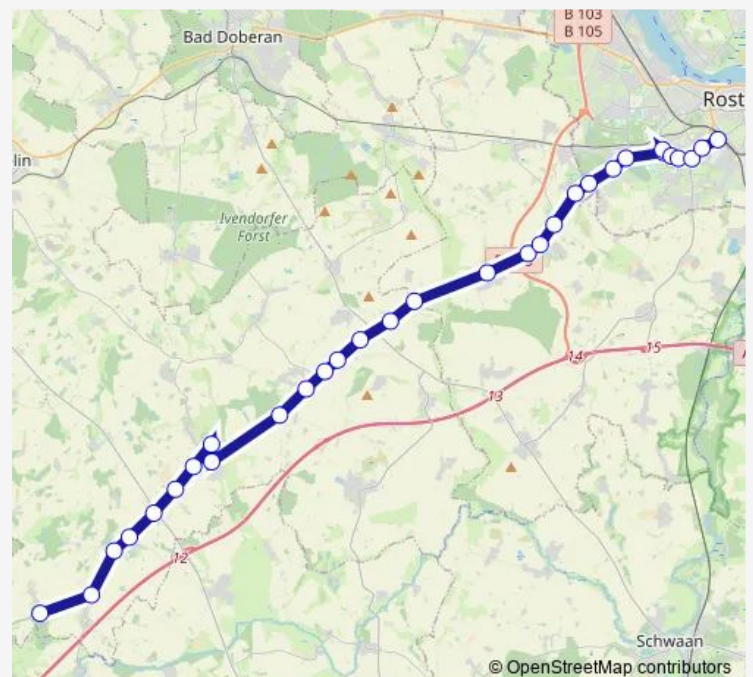 B 103
B 105
Bad Doberan
Rost
lin
Ivendorfer
Forst
14
15
13
12
Schwaan
© OpenStreetMap contributors